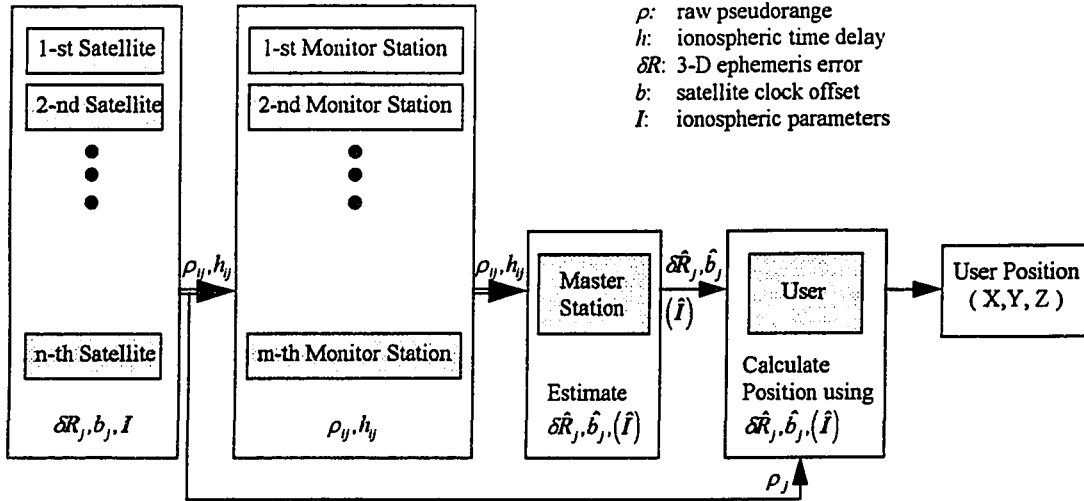 ρ: raw pseudorange
h: ionospheric time delay
δR: 3-D ephemeris error
b: satellite clock offset
I: ionospheric parameters
1-st Satellite
2-nd Satellite
n-th Satellite
δR_j, b_j, I
ρ_ij, h_ij
1-st Monitor Station
2-nd Monitor Station
m-th Monitor Station
ρ_ij, h_ij
ρ_ij, h_ij
Master
Station
Estimate
δR̂_j, b̂_j, (Î)
δR̂_j, b̂_j
(Î)
User
Calculate
Position using
δR̂_j, b̂_j, (Î)
ρ_j
User Position
( X,Y, Z )